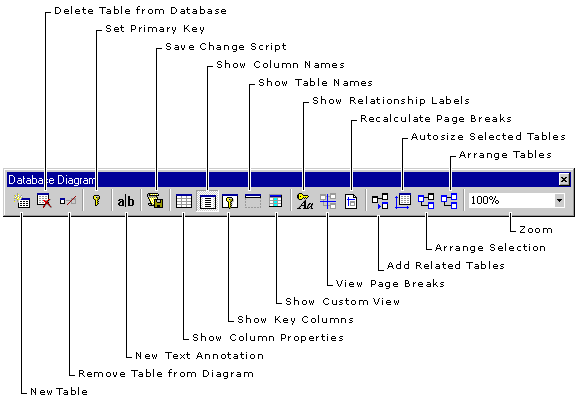 Delete Table from Database
Set Primary Key
Save Change Script
Show Column Names
Show Table Names
Show Relationship Labels
Recalculate Page Breaks
Autosize Selected Tables
Arrange Tables
Database Diagram
a|b
Aa
100%
Zoom
Arrange Selection
Add Related Tables
View Page Breaks
Show Custom View
Show Key Columns
Show Column Properties
New Text Annotation
Remove Table from Diagram
New Table